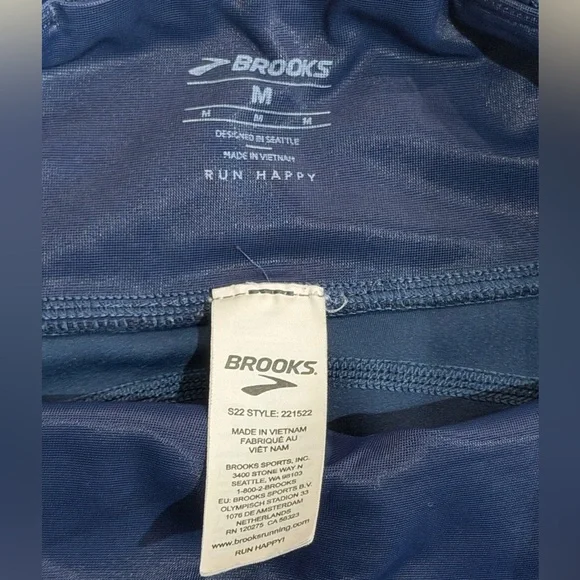 BROOKS
M
M M M
DESIGNED IN SEATTLE
MADE IN VIETNAM
RUN HAPPY
BROOKS.
S22 STYLE: 221522
MADE IN VIETNAM
FABRIQUÉ AU
VIÊT NAM
BROOKS SPORTS, INC.
3400 STONE WAY N
SEATTLE, WA 98103
1-800-2-BROOKS
EU: BROOKS SPORTS B.V.
OLYMPISCH STADION 33
1076 DE AMSTERDAM
NETHERLANDS
RN 120275 CA 56323
www.brooksrunning.com
RUN HAPPY!